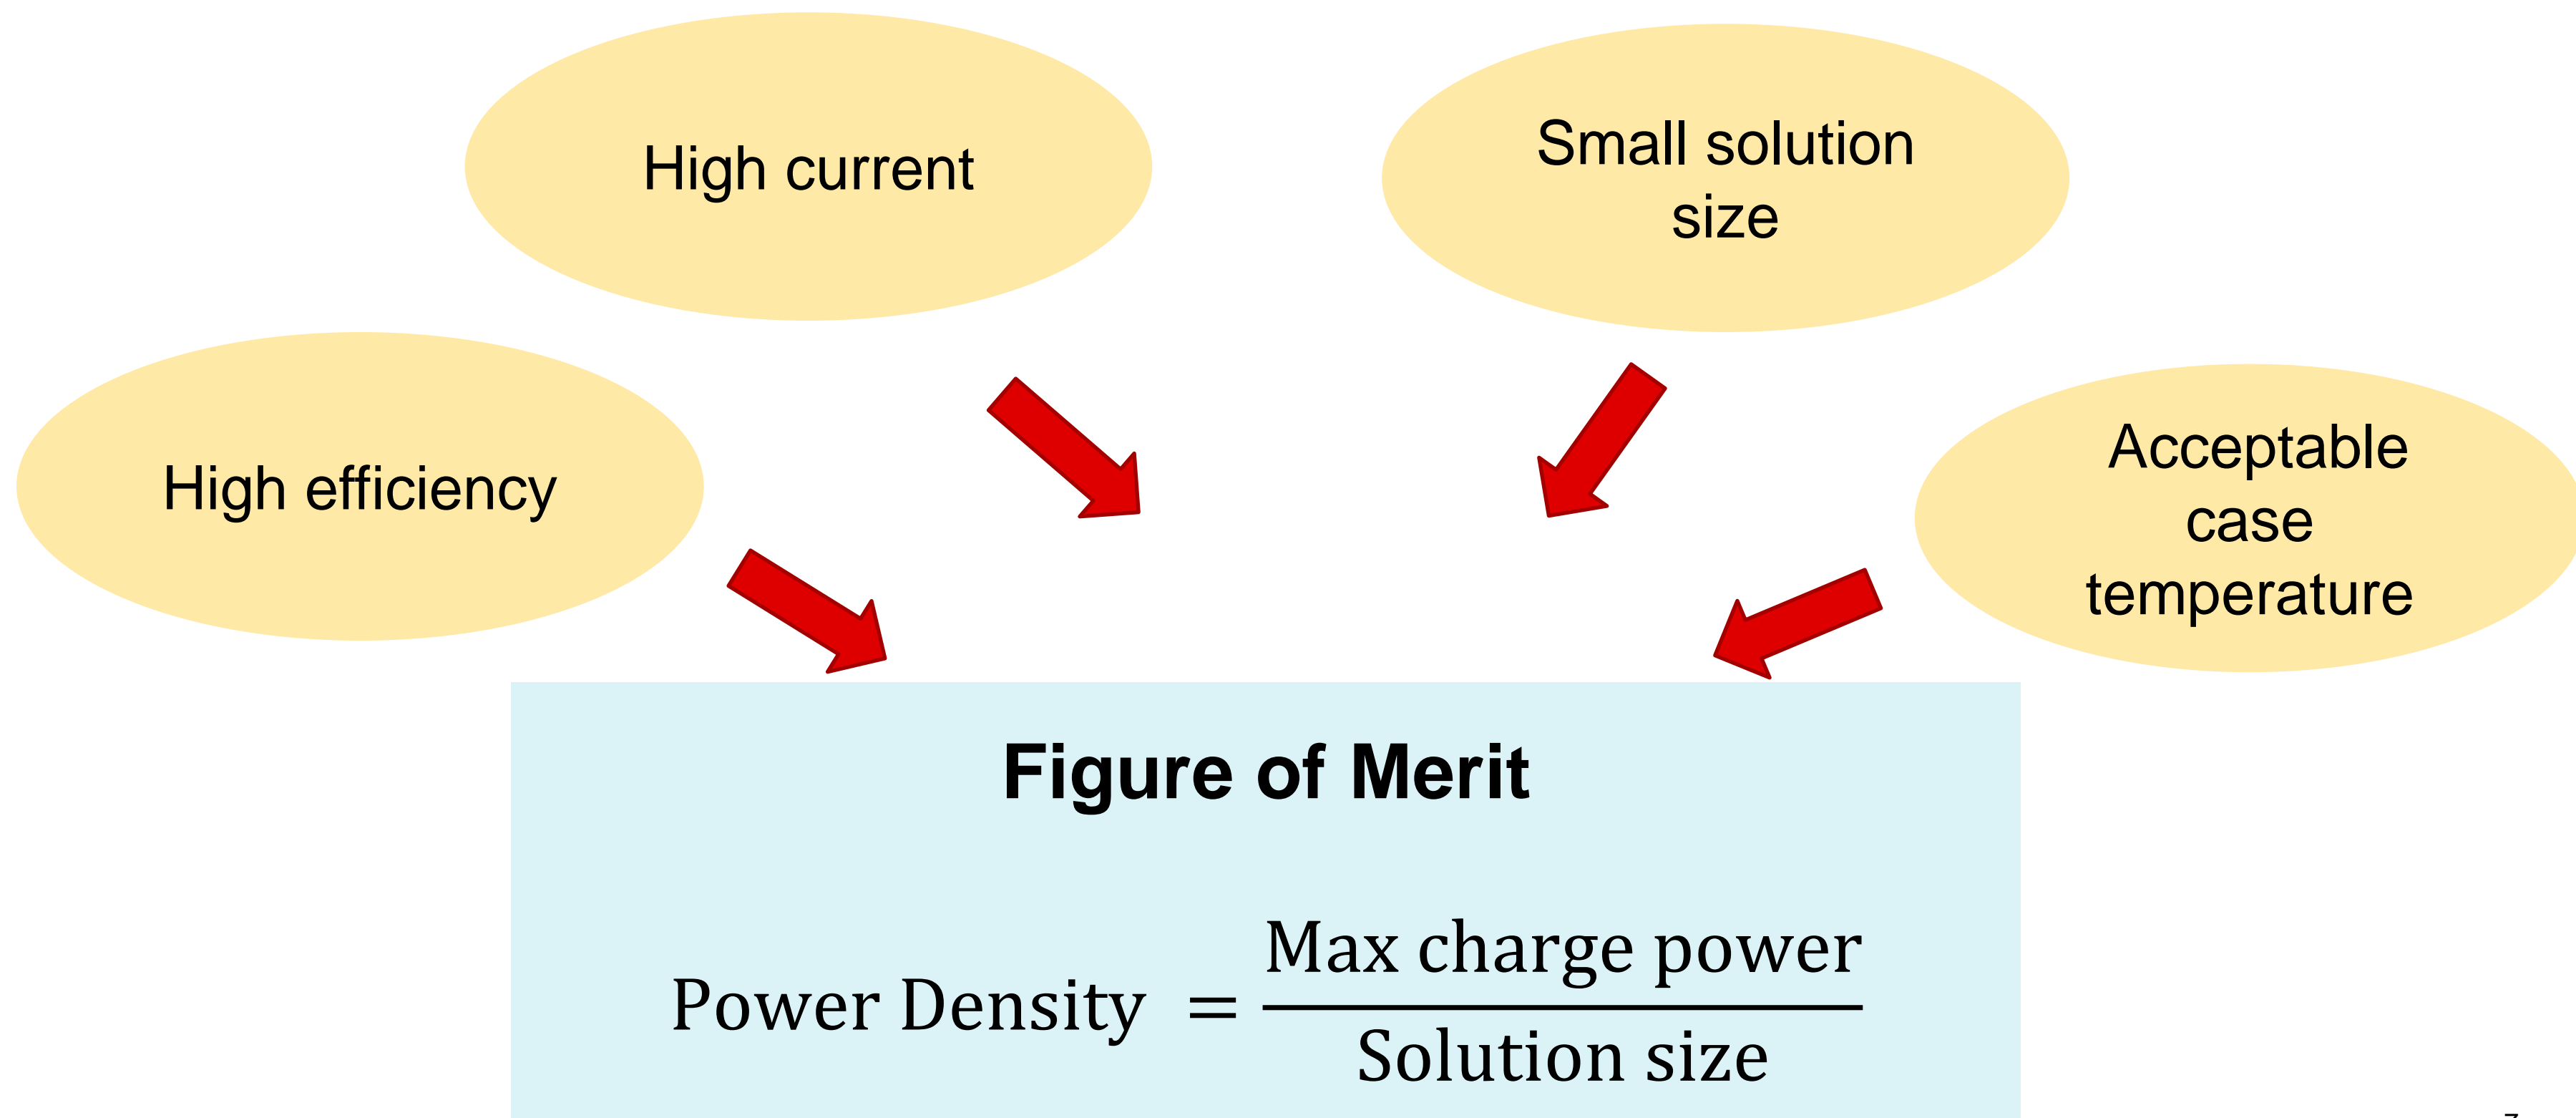 High current
Small solution
size
High efficiency
Acceptable
case
temperature
Figure of Merit
Power Density = Max charge power
Solution size